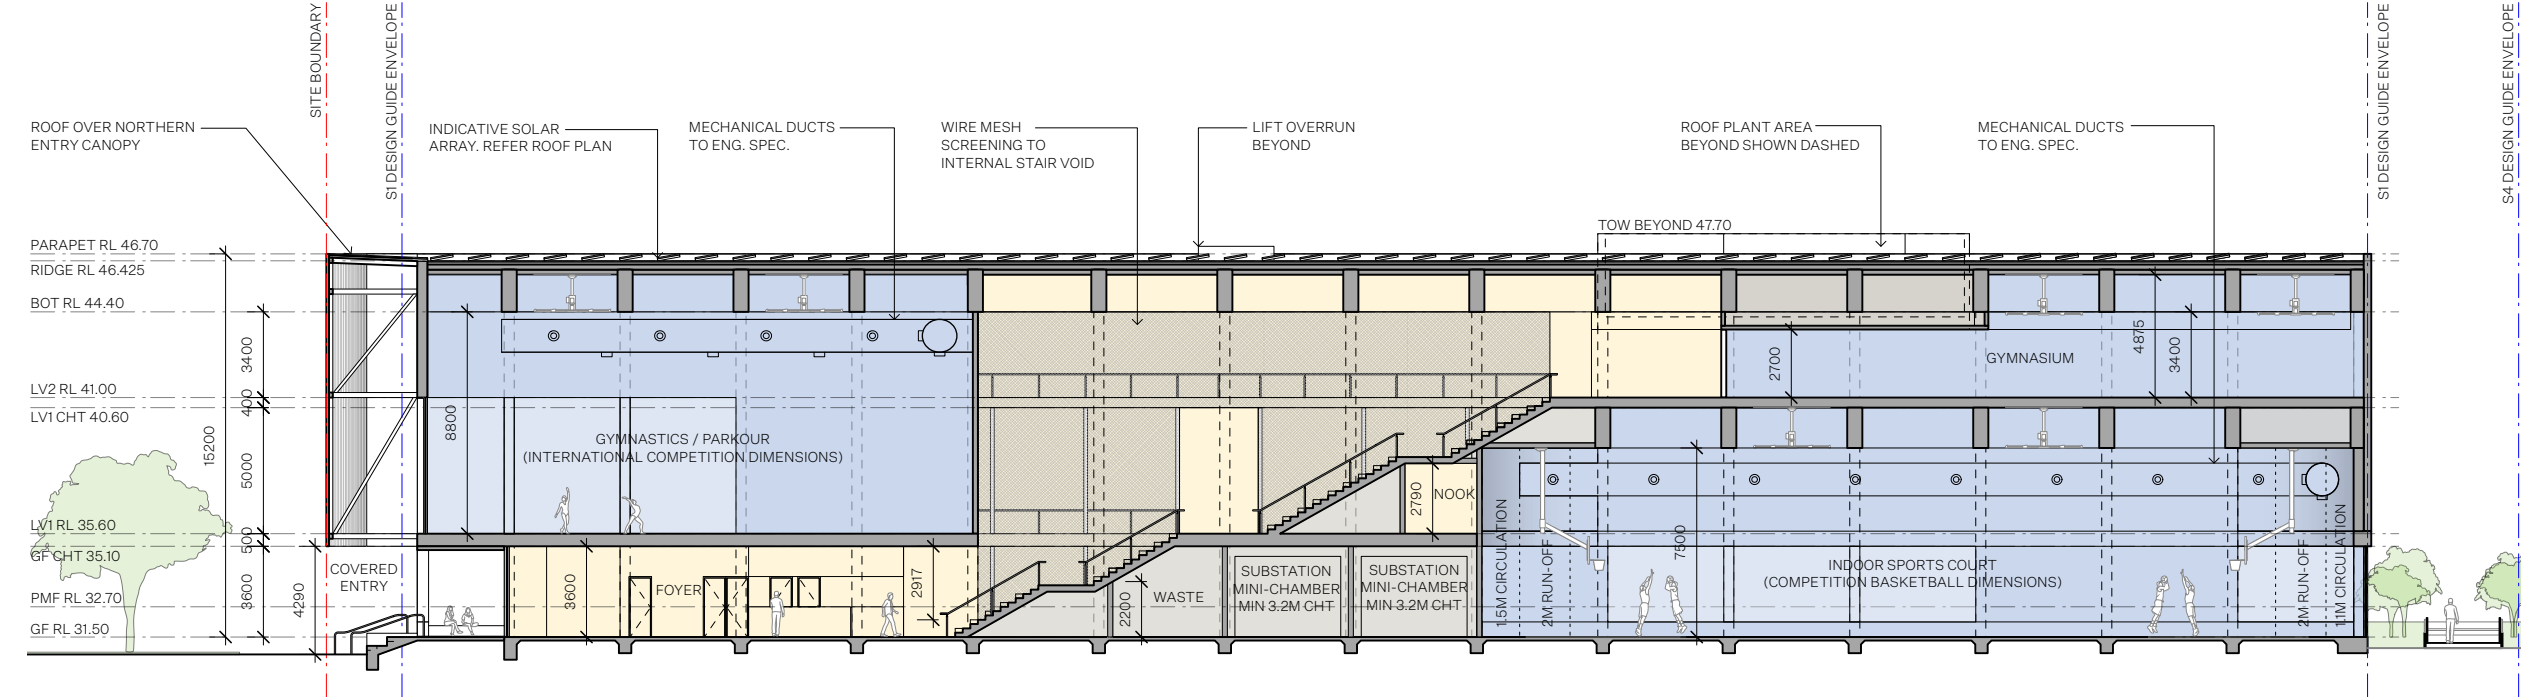 SITE BOUNDARY
S1 DESIGN GUIDE ENVELOPE
S1 DESIGN GUIDE ENVELOPE
S4 DESIGN GUIDE ENVELOPE
ROOF OVER NORTHERN
ENTRY CANOPY
INDICATIVE SOLAR
ARRAY. REFER ROOF PLAN
MECHANICAL DUCTS
TO ENG. SPEC.
WIRE MESH
SCREENING TO
INTERNAL STAIR VOID
LIFT OVERRUN
BEYOND
ROOF PLANT AREA
BEYOND SHOWN DASHED
MECHANICAL DUCTS
TO ENG. SPEC.
TOW BEYOND 47.70
PARAPET RL 46.70
RIDGE RL 46.425
BOT RL 44.40
LV2 RL 41.00
LV1 CHT 40.60
LV1 RL 35.60
GF CHT 35.10
PMF RL 32.70
GF RL 31.50
15200
3400
400
5000
500
3600
4290
COVERED
ENTRY
8800
GYMNASTICS / PARKOUR
(INTERNATIONAL COMPETITION DIMENSIONS)
3600
FOYER
2917
2200
WASTE
SUBSTATION
MINI-CHAMBER
MIN 3.2M CHT
SUBSTATION
MINI-CHAMBER
MIN 3.2M CHT
2790
NOOK
2700
GYMNASIUM
4875
3400
1.5M CIRCULATION
2M RUN-OFF
7500
INDOOR SPORTS COURT
(COMPETITION BASKETBALL DIMENSIONS)
2M RUN-OFF
1.1M CIRCULATION